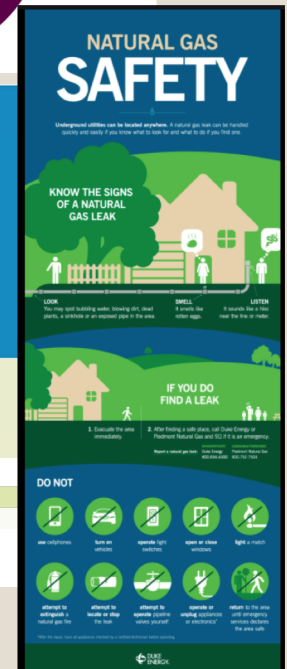 NATURAL GAS
SAFETY
Underground utilities can be located anywhere. A natural gas leak can be handled
quickly and easily if you know what to look for and what to do if you find one.
KNOW THE SIGNS
OF A NATURAL
GAS LEAK
LOOK
You may spot bubbling water, blowing dirt, dead
plants, a sinkhole or an exposed pipe in the area.
SMELL
It smells like
rotten eggs.
LISTEN
It sounds like a hiss
near the line or meter.
IF YOU DO
FIND A LEAK
1. Evacuate the area
immediately.
2. After finding a safe place, call Duke Energy or
Piedmont Natural Gas and 911 if it is an emergency.
Report a natural gas leak:
Duke Energy
Piedmont Natural Gas
DO NOT
use cellphones
turn on
vehicles
operate light
switches
open or close
windows
light a match
attempt to
extinguish a
natural gas fire
attempt to
locate or stop
the leak
attempt to
operate pipeline
valves yourself
operate or
unplug appliances
or electronics*
return to the area
until emergency
services declares
the area safe
DUKE
ENERGY